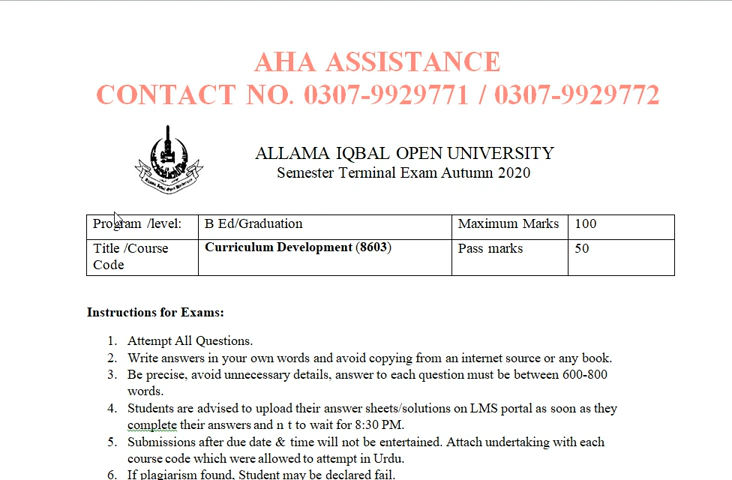 AHA ASSISTANCE
CONTACT NO. 0307-9929771 / 0307-9929772
ALLAMA IQBAL OPEN UNIVERSITY
Semester Terminal Exam Autumn 2020
Program /level: B Ed/Graduation Maximum Marks 100
Title /Course Code Curriculum Development (8603) Pass marks 50
Instructions for Exams:
1. Attempt All Questions.
2. Write answers in your own words and avoid copying from an internet source or any book.
3. Be precise, avoid unnecessary details, answer to each question must be between 600-800
words.
4. Students are advised to upload their answer sheets/solutions on LMS portal as soon as they
complete their answers and n t to wait for 8:30 PM.
5. Submissions after due date & time will not be entertained. Attach undertaking with each
course code which were allowed to attempt in Urdu.
6. If plagiarism found, Student may be declared fail.